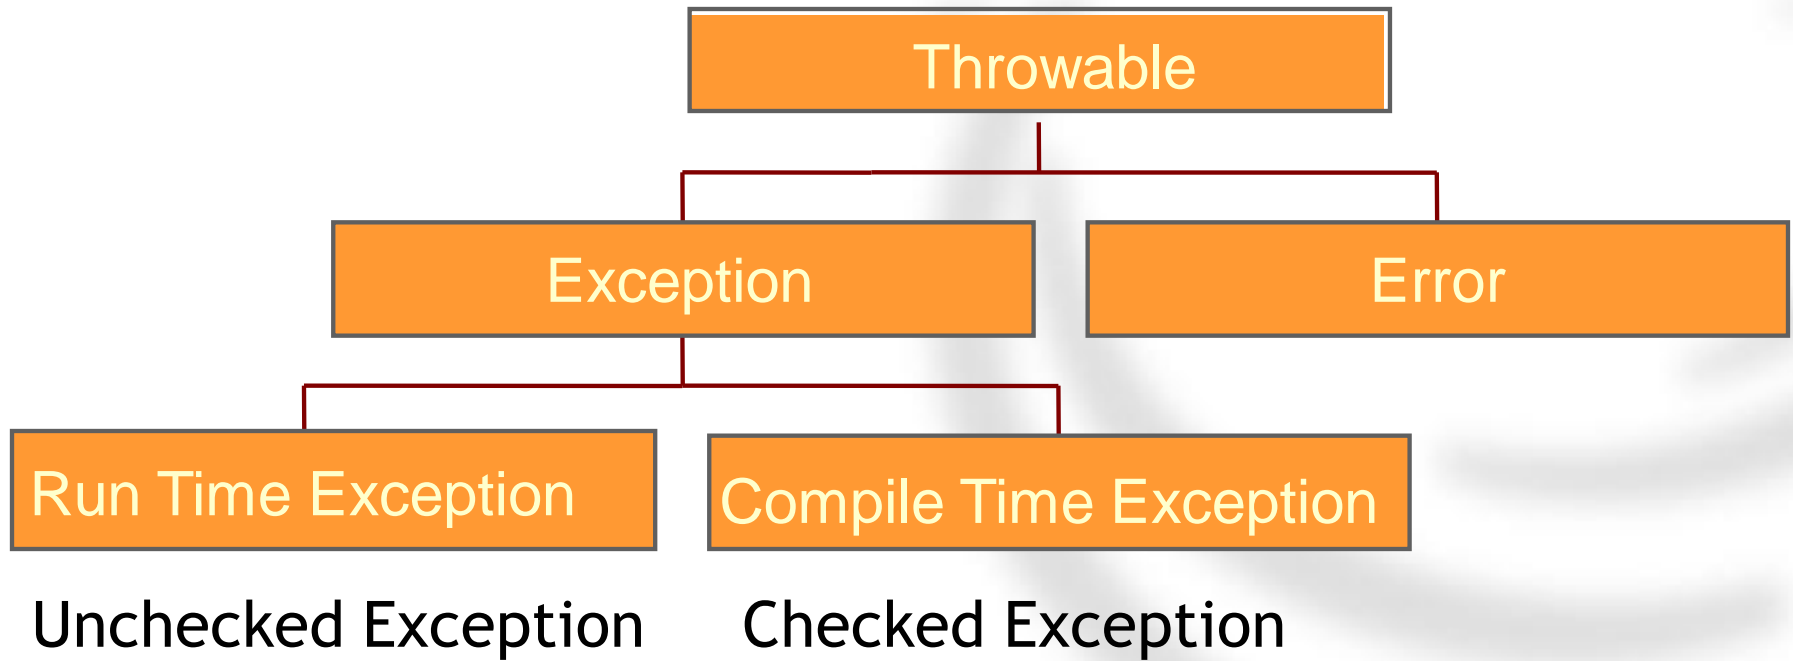 Throwable
Exception
Error
Run Time Exception
Compile Time Exception
Unchecked Exception
Checked Exception